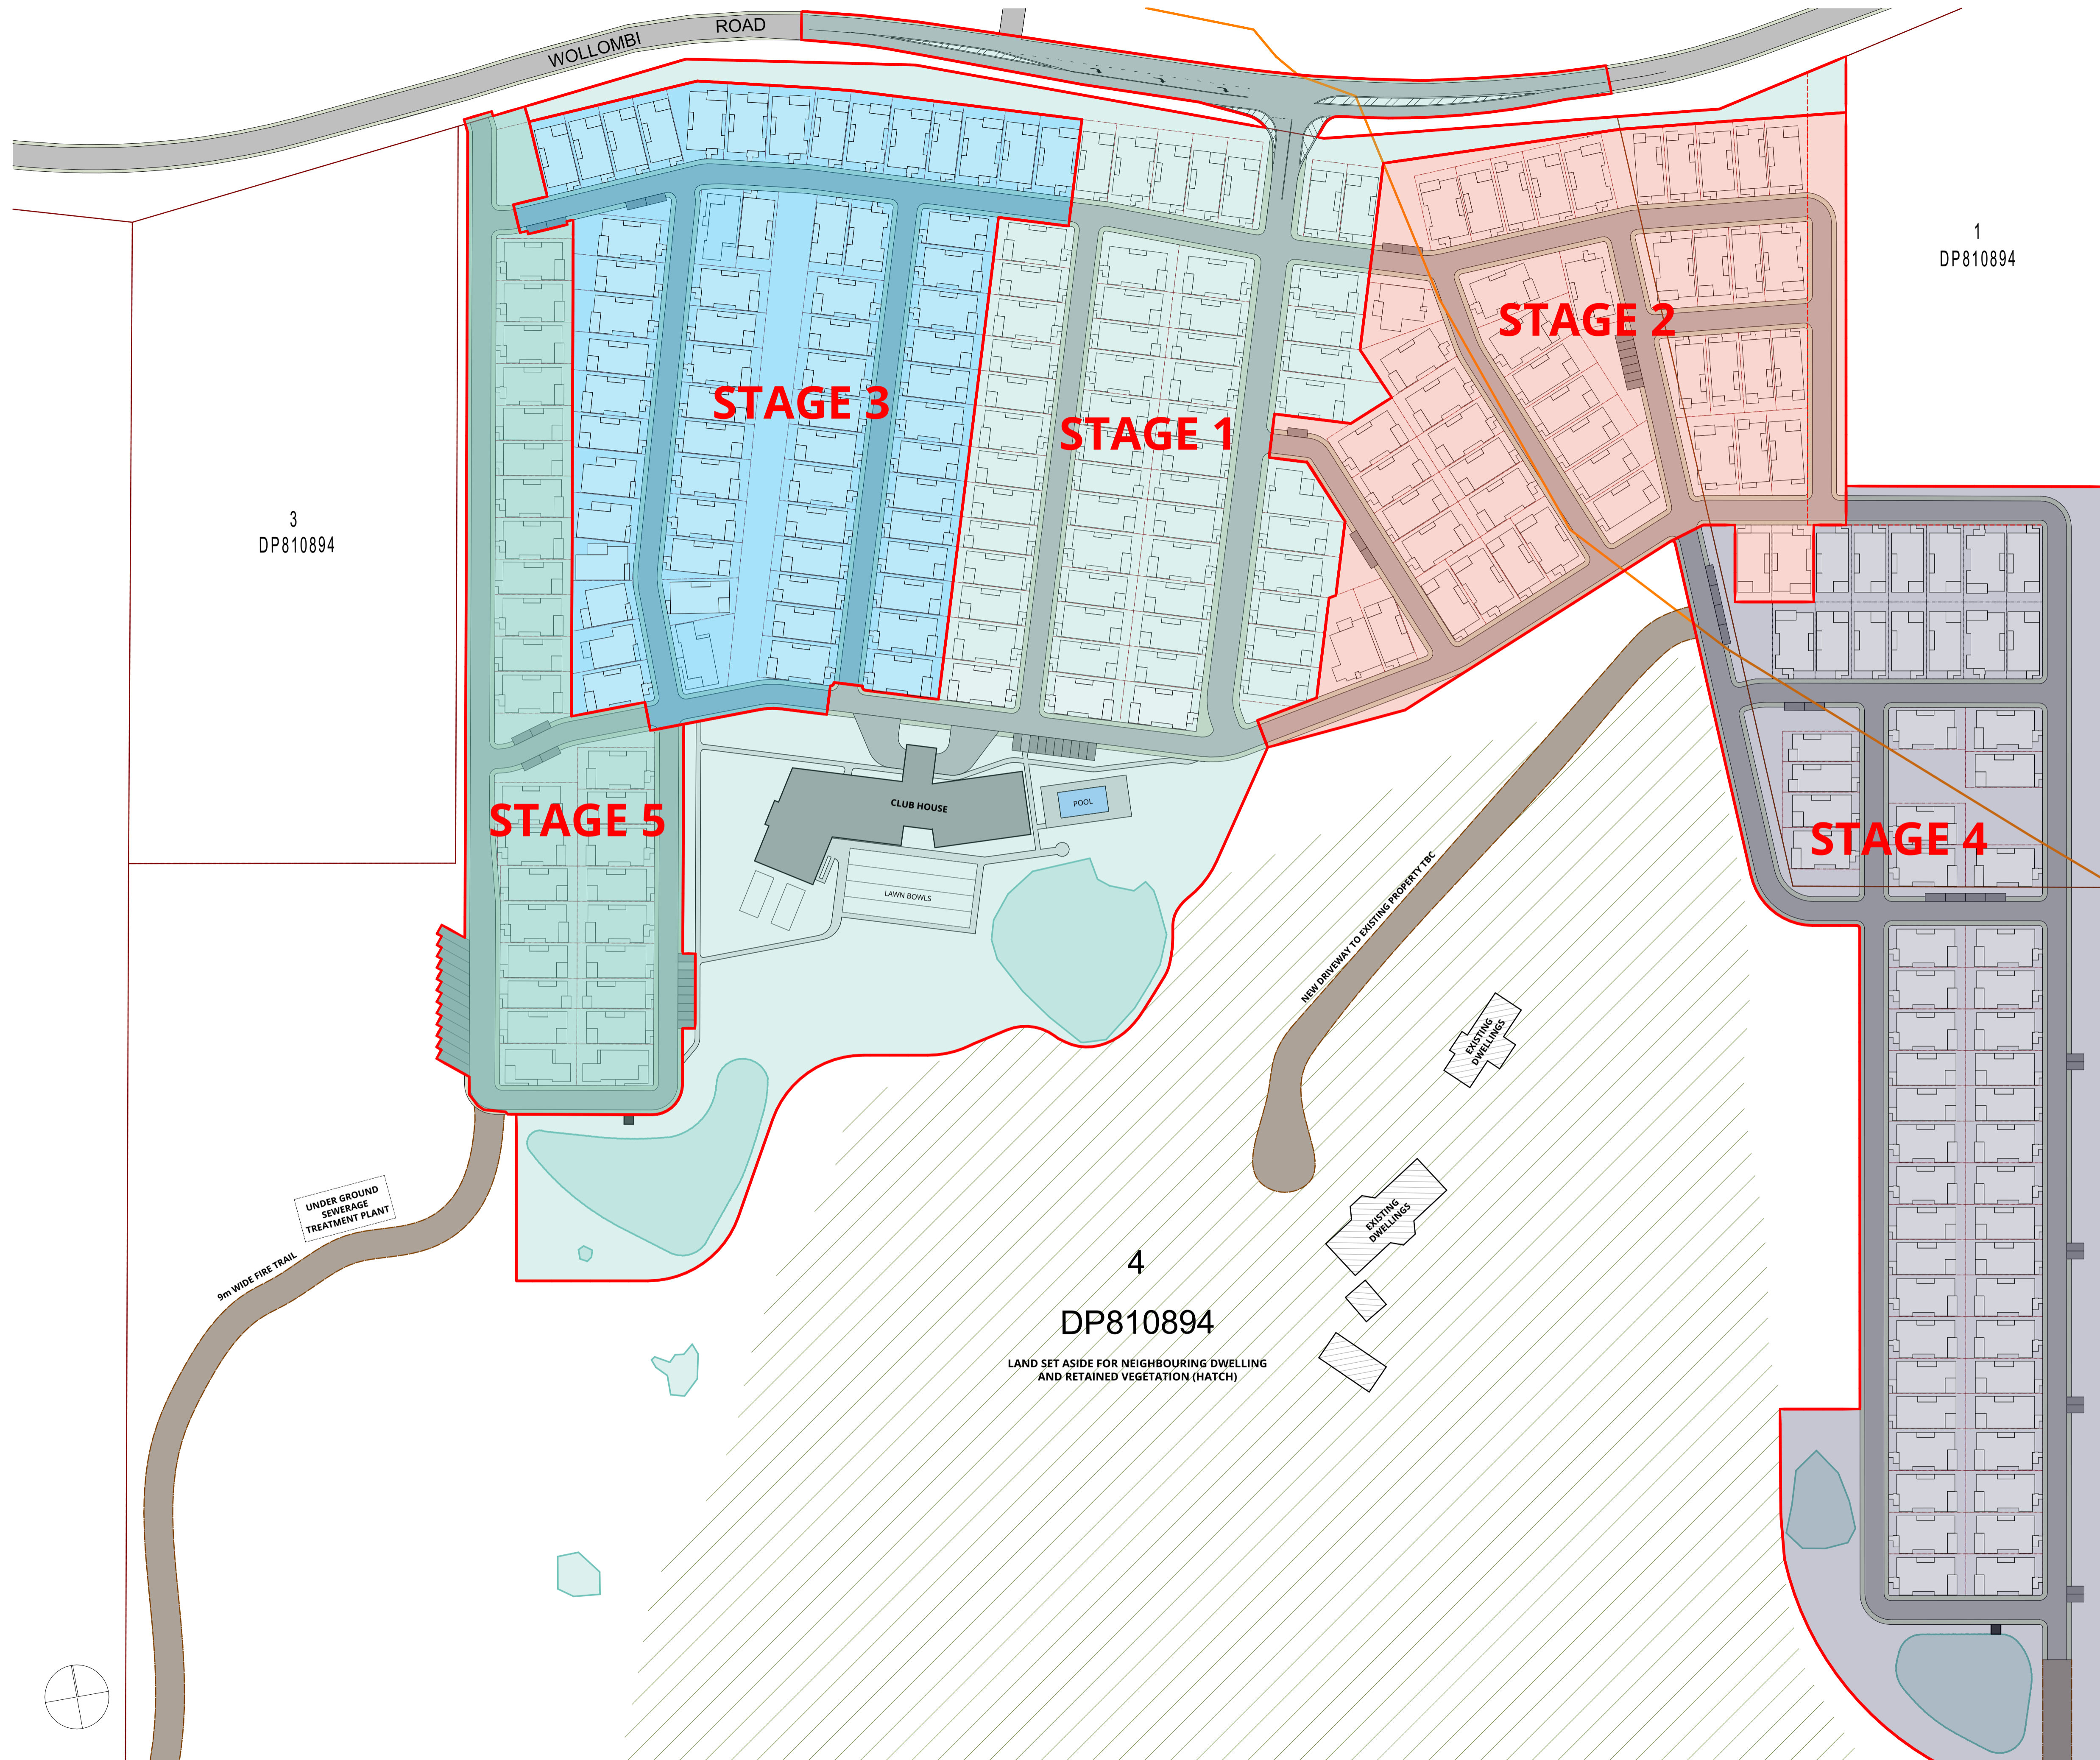 WOLLOMBI ROAD
1
DP810894
STAGE 2
STAGE 3
STAGE 1
3
DP810894
STAGE 5
CLUB HOUSE
POOL
STAGE 4
LAWN BOWLS
NEW DRIVEWAY TO EXISTING PROPERTY TBC
EXISTING
DWELLINGS
UNDER GROUND
SEWERAGE
TREATMENT PLANT
EXISTING
DWELLINGS
9m WIDE FIRE TRAIL
4
DP810894
LAND SET ASIDE FOR NEIGHBOURING DWELLING
AND RETAINED VEGETATION (HATCH)